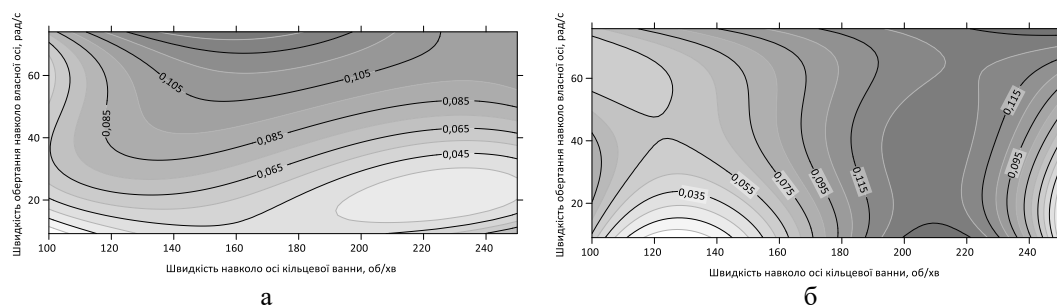 Швидкість обертання навколо власної осі, рад/с
60
40
20
100 120 140 160 180 200 220 240
0,105
0,105
0,085
0,085
0,085
0,065
0,065
0,045
Швидкість навколо осі кільцевої ванни, об/хв
а
Швидкість обертання навколо власної осі, рад/с
60
40
20
100 120 140 160 180 200 220 240
0,035
0,055
0,075
0,095
0,115
0,115
0,095
Швидкість навколо осі кільцевої ванни, об/хв
б